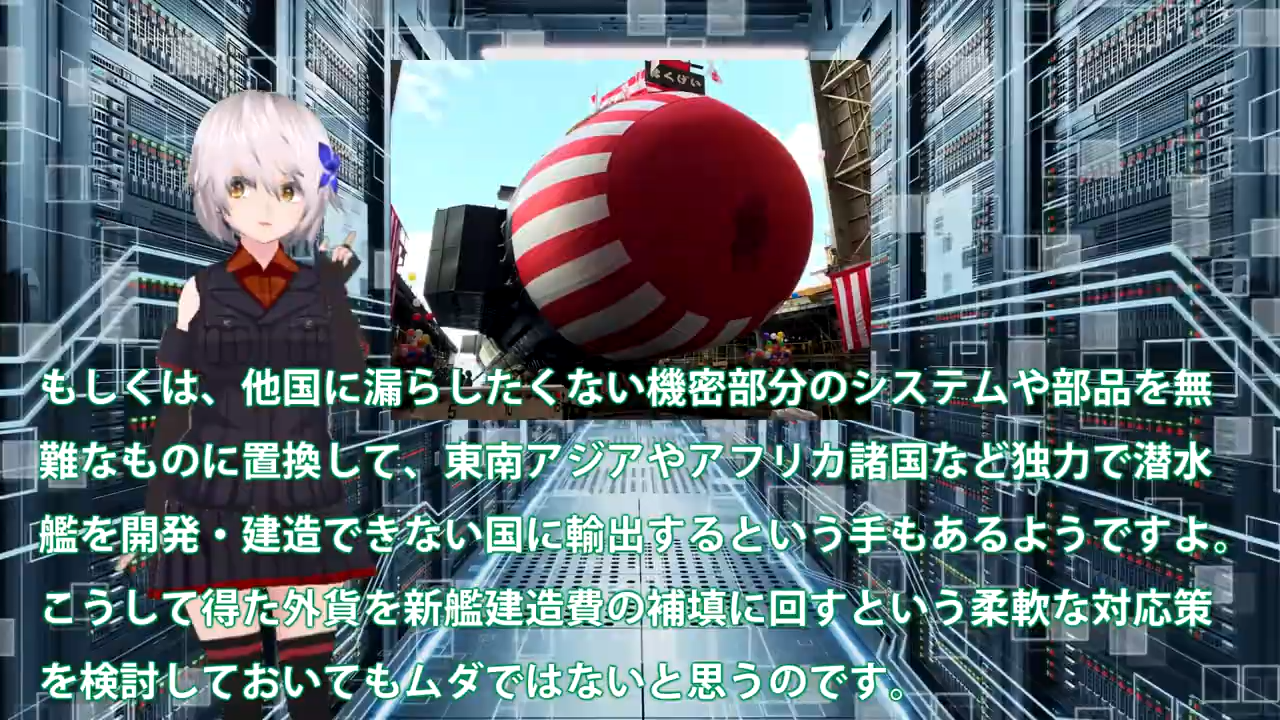 はくげい
もしくは、他国に漏らしたくない機密部分のシステムや部品を無
難なものに置換して、東南アジアやアフリカ諸国など独力で潜水
艦を開発・建造できない国に輸出するという手もあるようですよ。
こうして得た外貨を新艦建造費の補填に回すという柔軟な対応策
を検討しておいてもムダではないと思うのです。